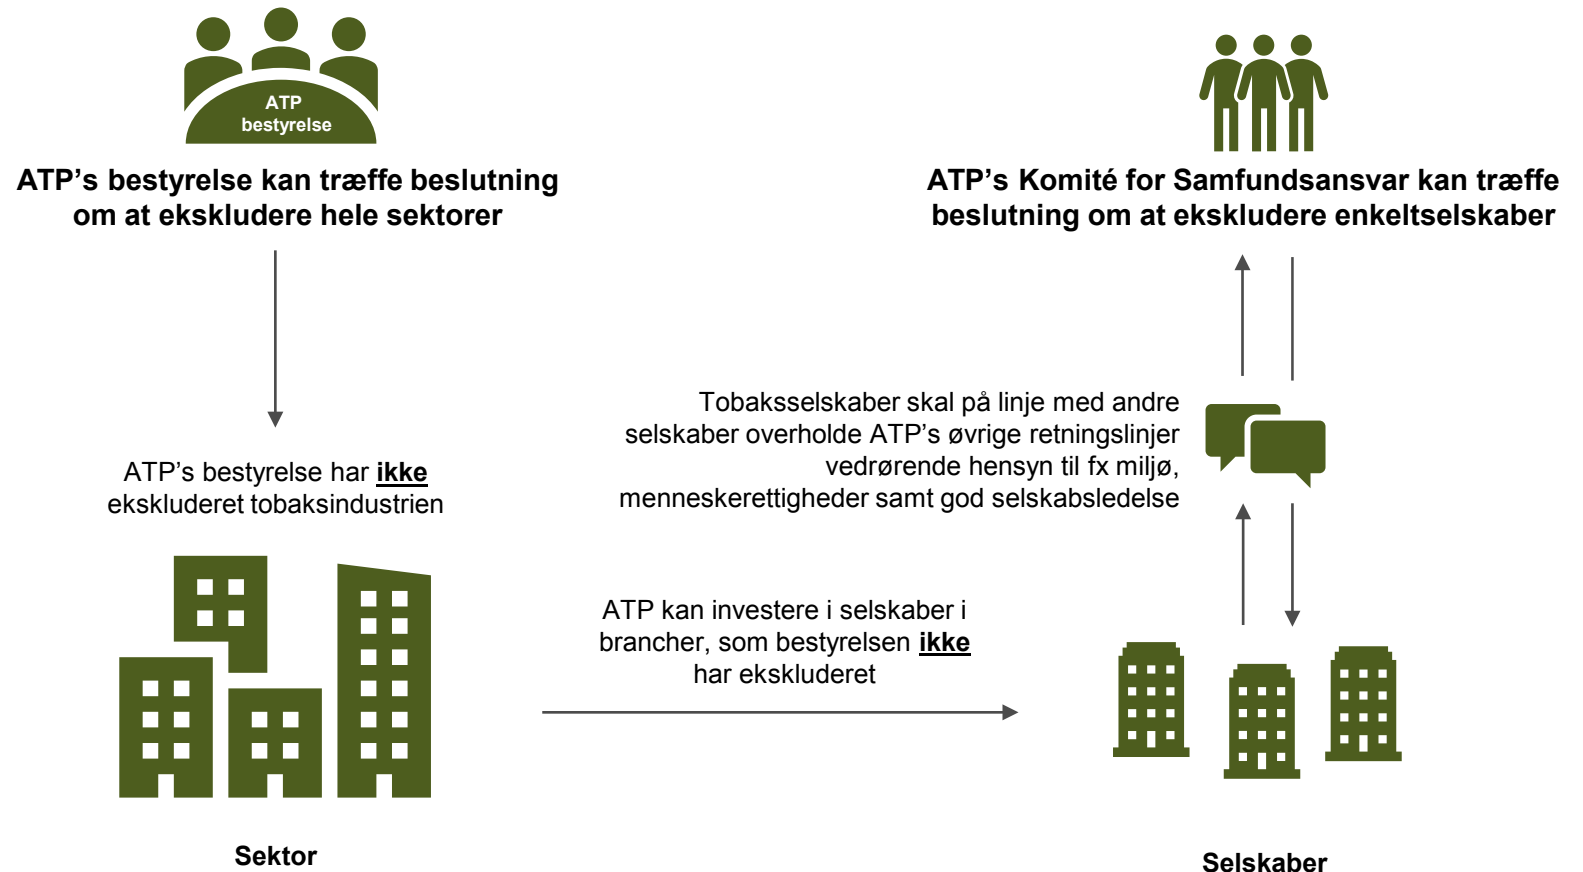 ATP
bestyrelse
ATP’s bestyrelse kan træffe beslutning
om at ekskludere hele sektorer
ATP’s Komité for Samfundsansvar kan træffe
beslutning om at ekskludere enkeltselskaber
ATP’s bestyrelse har ikke
ekskluderet tobaksindustrien
Tobaksselskaber skal på linje med andre
selskaber overholde ATP’s øvrige retningslinjer
vedrørende hensyn til fx miljø,
menneskerettigheder samt god selskabsledelse
ATP kan investere i selskaber i
brancher, som bestyrelsen ikke
har ekskluderet
Sektor
Selskaber